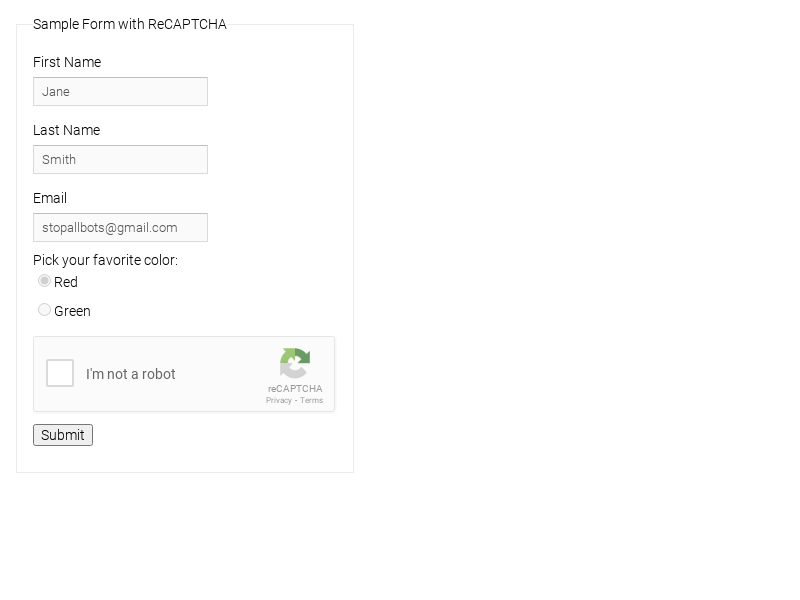 Sample Form with ReCAPTCHA
First Name
Jane
Last Name
Smith
Email
stopallbots@gmail.com
Pick your favorite color:
Red
Green
I'm not a robot
reCAPTCHA
Privacy - Terms
Submit